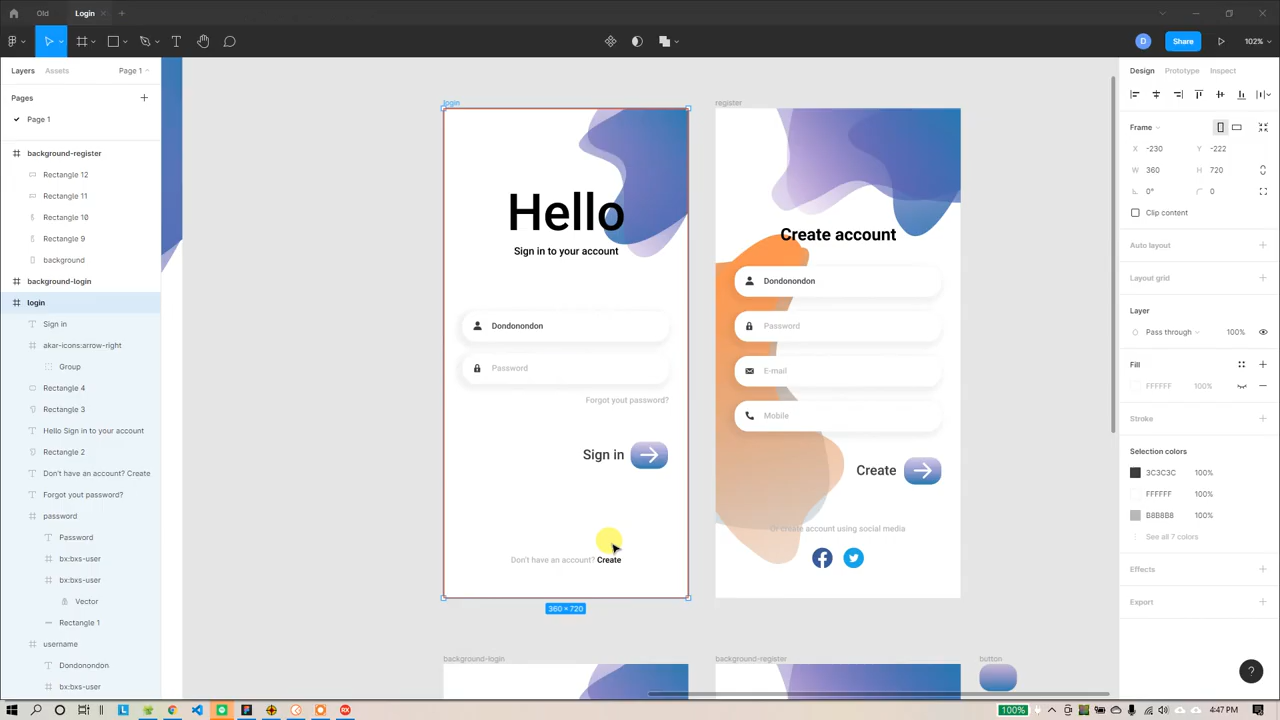 Old
Login
D
Share
102%
Layers
Assets
Page 1
Pages
Page 1
background-register
Rectangle 12
Rectangle 11
Rectangle 10
Rectangle 9
background
background-login
login
Sign in
akar-icons:arrow-right
Group
Rectangle 4
Rectangle 3
Hello Sign in to your account
Rectangle 2
Don't have an account? Create
Forgot yout password?
password
Password
bx:bxs-user
bx:bxs-user
Vector
Rectangle 1
username
Dondonondon
bx:bxs-user
login
Hello
Sign in to your account
Dondonondon
Password
Forgot yout password?
Sign in
Don't have an account? Create
360 × 720
register
Create account
Dondonondon
Password
E-mail
Mobile
Create
Or create account using social media
background-login
background-register
button
Design
Prototype
Inspect
Frame
X -230 Y -222
W 360 H 720
0° 0
Clip content
Auto layout
Layout grid
Layer
Pass through 100%
Fill
FFFFFF 100%
Stroke
Selection colors
3C3C3C 100%
FFFFFF 100%
B8B8B8 100%
See all 7 colors
Effects
Export
?
100%
4:47 PM